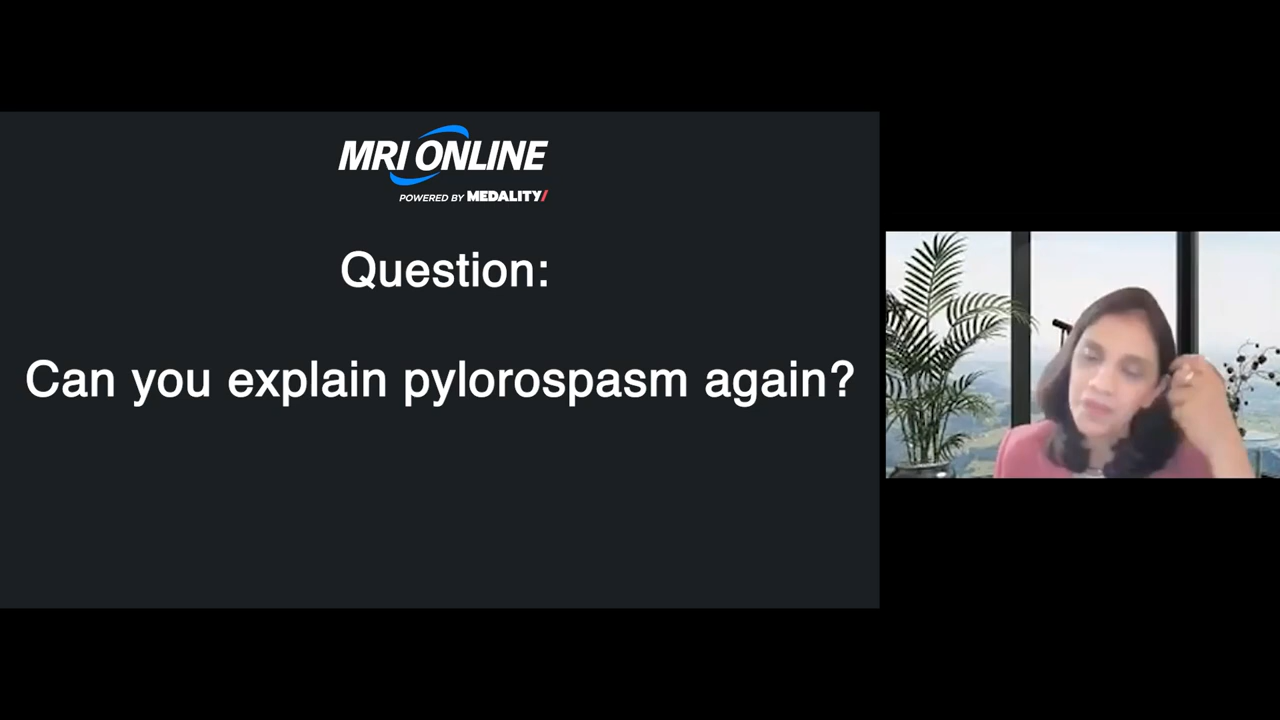 MRI ONLINE
POWERED BY MEDALITY/
Question:
Can you explain pylorospasm again?